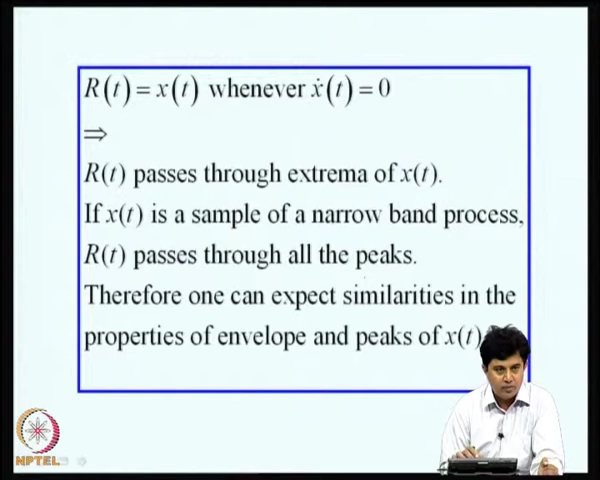 R(t) = x(t) whenever ẋ(t) = 0
⇒
R(t) passes through extrema of x(t).
If x(t) is a sample of a narrow band process,
R(t) passes through all the peaks.
Therefore one can expect similarities in the
properties of envelope and peaks of x(t)
NPTEL